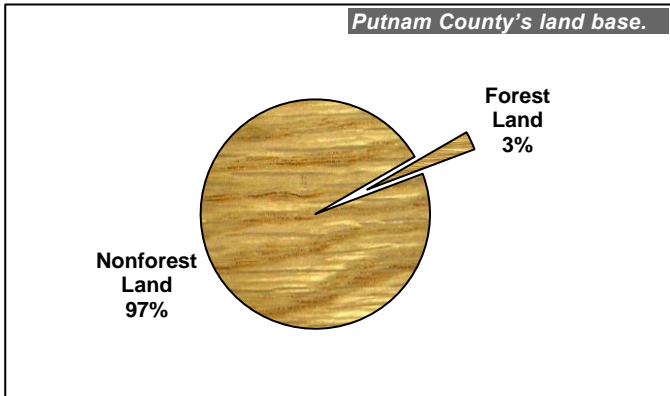 Putnam County’s land base.
Forest
Land
3%
Nonforest
Land
97%